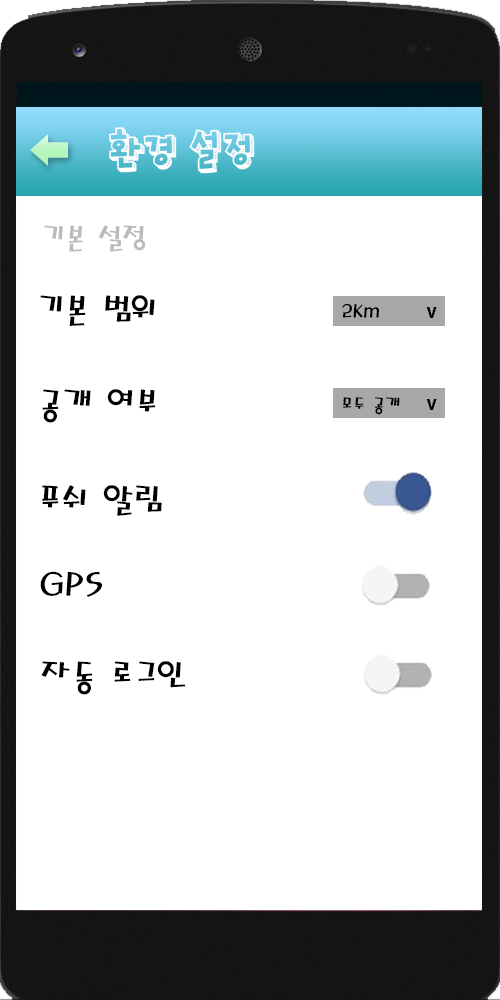 환경 설정
기본 설정
기본 범위 2Km V
공개 여부 모두 공개 V
푸쉬 알림
GPS
자동 로그인